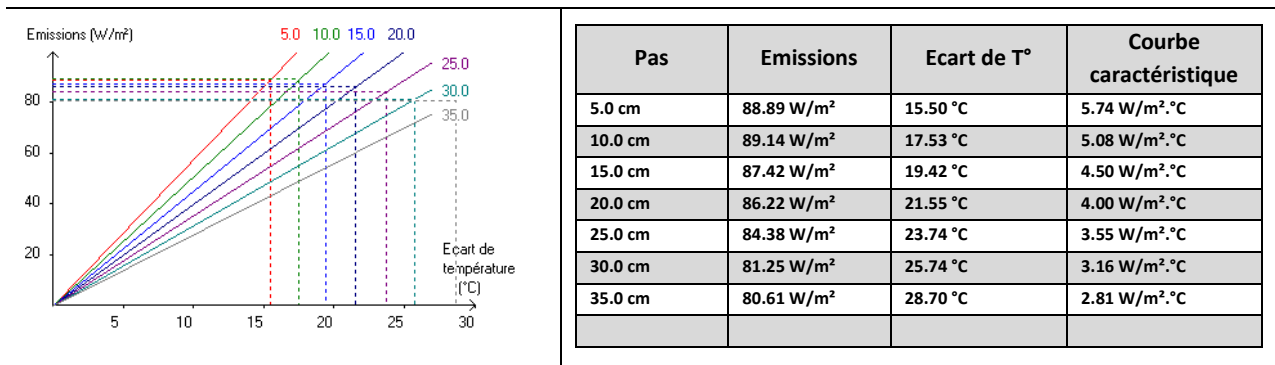 Emissions (W/m²)
5.0 10.0 15.0 20.0
25.0
30.0
35.0
80
60
40
20
Ecart de
température
(°C)
5 10 15 20 25 30
Pas Emissions Ecart de T° Courbe caractéristique
5.0 cm 88.89 W/m² 15.50 °C 5.74 W/m².°C
10.0 cm 89.14 W/m² 17.53 °C 5.08 W/m².°C
15.0 cm 87.42 W/m² 19.42 °C 4.50 W/m².°C
20.0 cm 86.22 W/m² 21.55 °C 4.00 W/m².°C
25.0 cm 84.38 W/m² 23.74 °C 3.55 W/m².°C
30.0 cm 81.25 W/m² 25.74 °C 3.16 W/m².°C
35.0 cm 80.61 W/m² 28.70 °C 2.81 W/m².°C